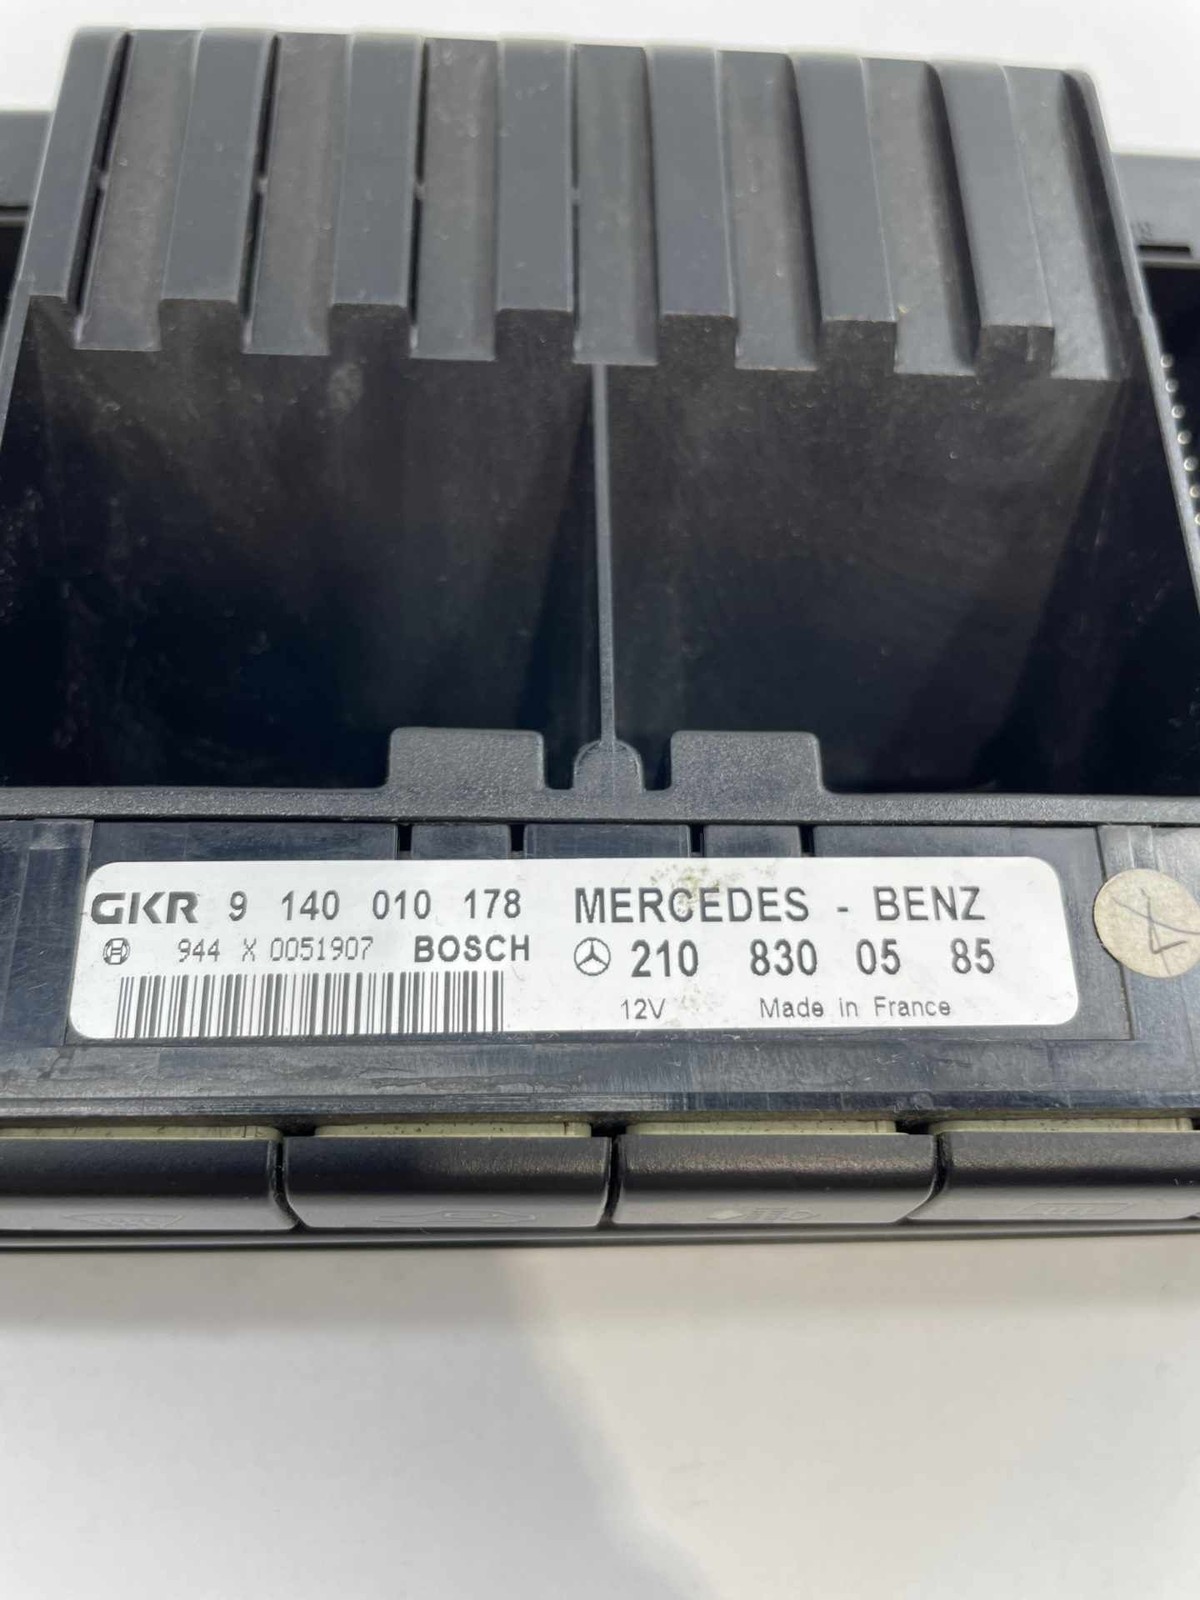 GKR 9 140 010 178
944 X 0051907 BOSCH
MERCEDES - BENZ
210 830 05 85
12V Made in France